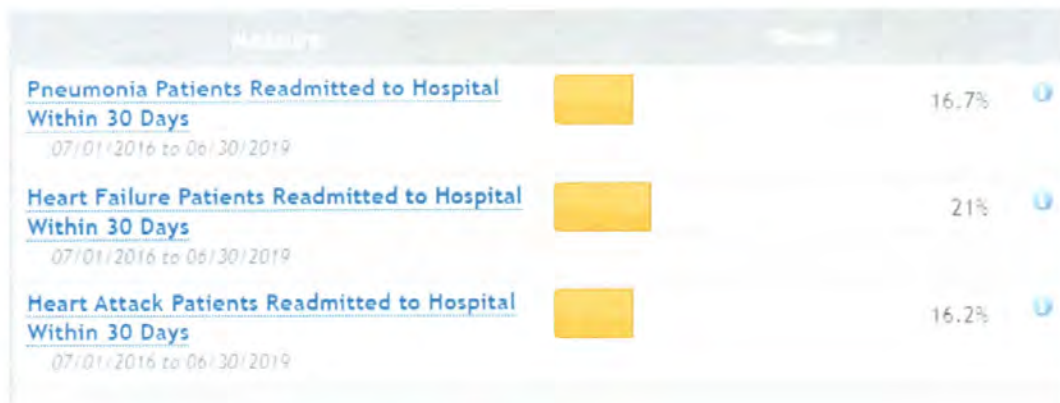 Measure
Pneumonia Patients Readmitted to Hospital
Within 30 Days
16.7%
07/01/2016 to 06/30/2019
Heart Failure Patients Readmitted to Hospital
Within 30 Days
21%
07/01/2016 to 06/30/2019
Heart Attack Patients Readmitted to Hospital
Within 30 Days
16.2%
07/01/2016 to 06/30/2019